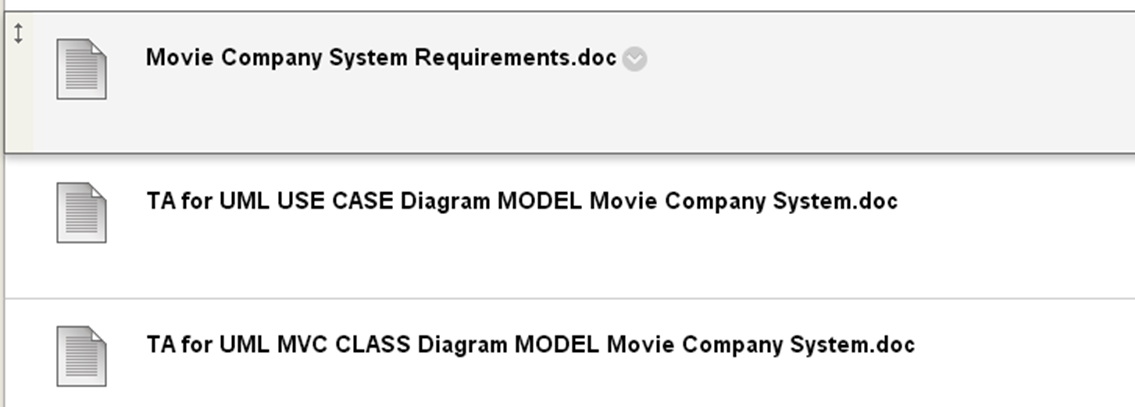 Movie Company System Requirements.doc
TA for UML USE CASE Diagram MODEL Movie Company System.doc
TA for UML MVC CLASS Diagram MODEL Movie Company System.doc